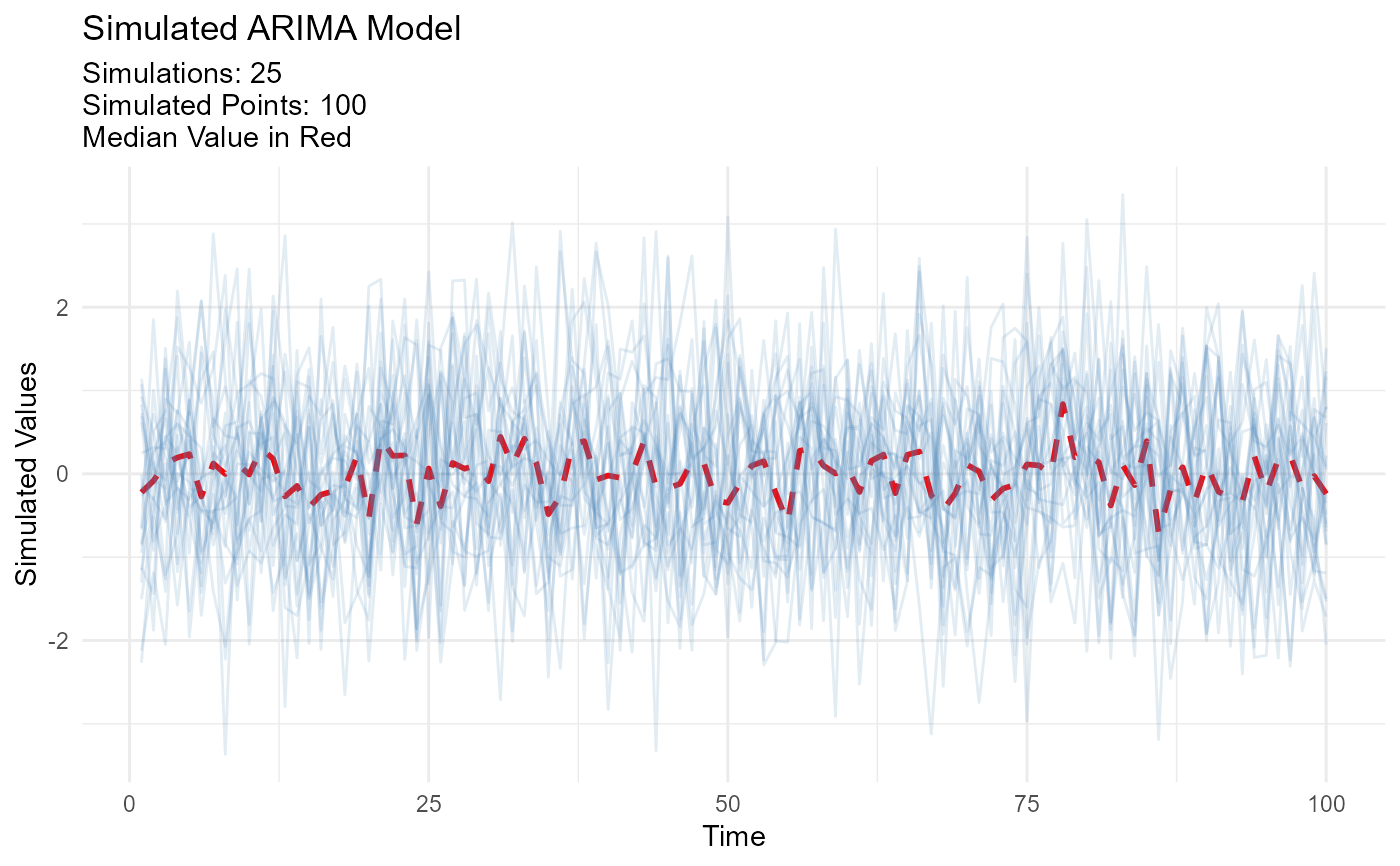 Simulated ARIMA Model
Simulations: 25
Simulated Points: 100
Median Value in Red
Simulated Values
2
0
-2
0
25
50
75
100
Time